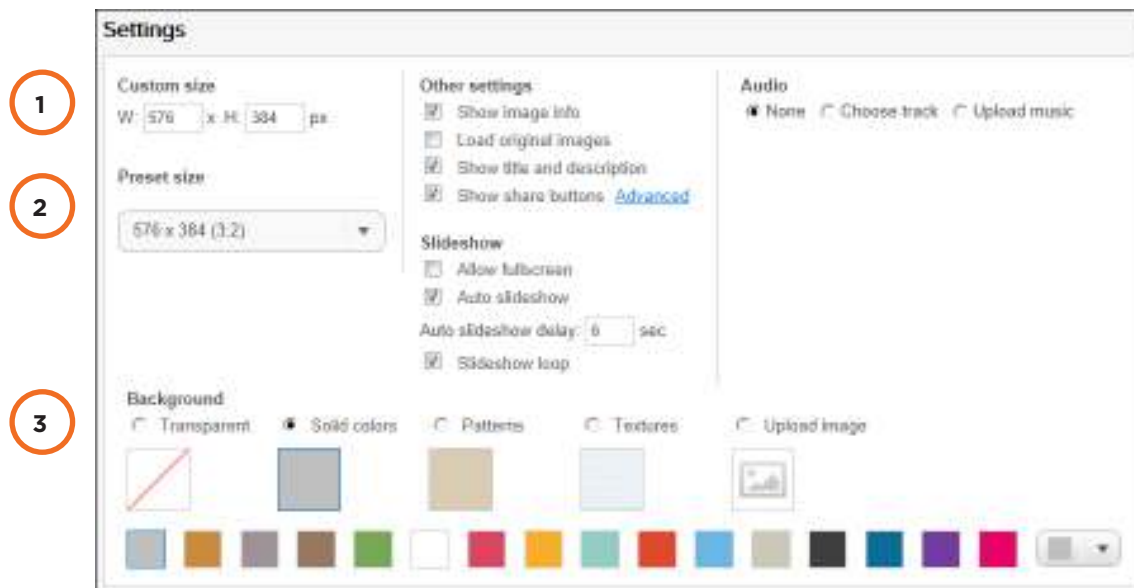 Settings
1
Custom size
W: 576 x H: 384 px
2
Preset size
576 x 384 (3:2)
Other settings
Show image info
Load original images
Show title and description
Show share buttons Advanced
Slideshow
Allow fullscreen
Auto slideshow
Auto slideshow delay: 6 sec
Slideshow loop
Audio
None Choose track Upload music
3
Background
Transparent Solid colors Patterns Textures Upload image